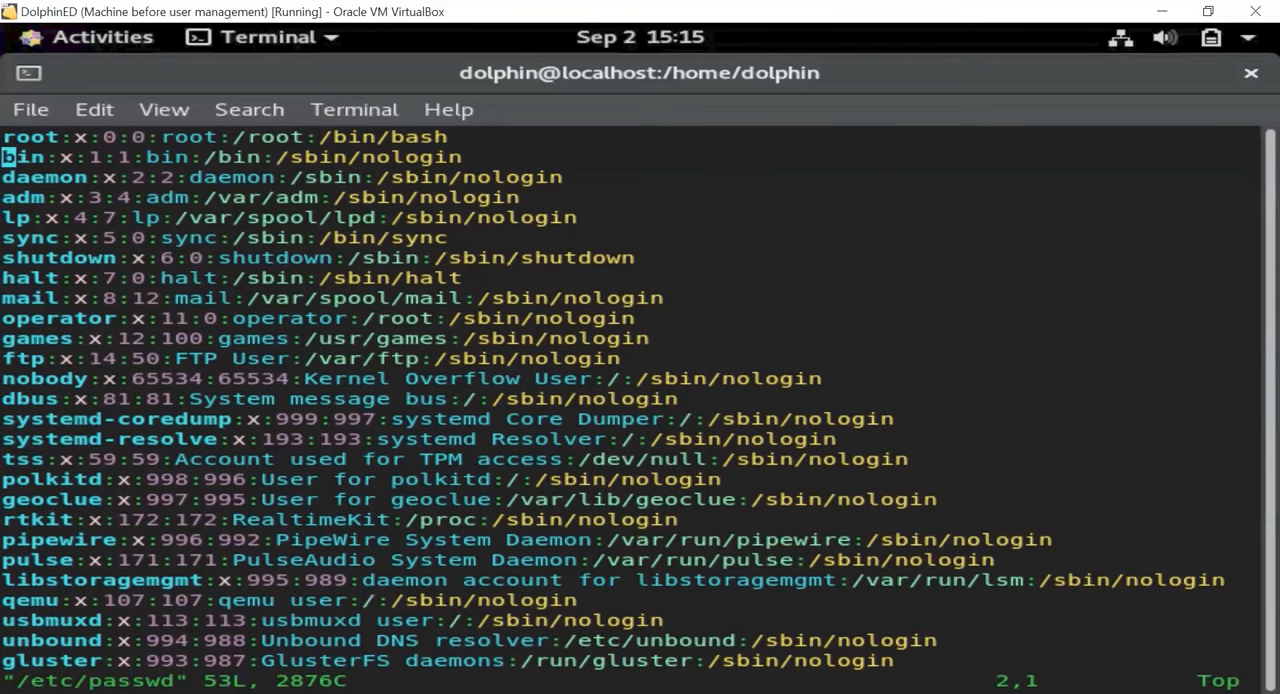 DolphinED (Machine before user management) [Running] - Oracle VM VirtualBox
Activities Terminal Sep 2 15:15
dolphin@localhost:/home/dolphin
File Edit View Search Terminal Help
root:x:0:0:root:/root:/bin/bash
bin:x:1:1:bin:/bin:/sbin/nologin
daemon:x:2:2:daemon:/sbin:/sbin/nologin
adm:x:3:4:adm:/var/adm:/sbin/nologin
lp:x:4:7:lp:/var/spool/lpd:/sbin/nologin
sync:x:5:0:sync:/sbin:/bin/sync
shutdown:x:6:0:shutdown:/sbin:/sbin/shutdown
halt:x:7:0:halt:/sbin:/sbin/halt
mail:x:8:12:mail:/var/spool/mail:/sbin/nologin
operator:x:11:0:operator:/root:/sbin/nologin
games:x:12:100:games:/usr/games:/sbin/nologin
ftp:x:14:50:FTP User:/var/ftp:/sbin/nologin
nobody:x:65534:65534:Kernel Overflow User:/:/sbin/nologin
dbus:x:81:81:System message bus:/:/sbin/nologin
systemd-coredump:x:999:997:systemd Core Dumper:/:/sbin/nologin
systemd-resolve:x:193:193:systemd Resolver:/:/sbin/nologin
tss:x:59:59:Account used for TPM access:/dev/null:/sbin/nologin
polkitd:x:998:996:User for polkitd:/:/sbin/nologin
geoclue:x:997:995:User for geoclue:/var/lib/geoclue:/sbin/nologin
rtkit:x:172:172:RealtimeKit:/proc:/sbin/nologin
pipewire:x:996:992:PipeWire System Daemon:/var/run/pipewire:/sbin/nologin
pulse:x:171:171:PulseAudio System Daemon:/var/run/pulse:/sbin/nologin
libstoragemgmt:x:995:989:daemon account for libstoragemgmt:/var/run/lsm:/sbin/nologin
qemu:x:107:107:qemu user:/:/sbin/nologin
usbmuxd:x:113:113:usbmuxd user:/:/sbin/nologin
unbound:x:994:988:Unbound DNS resolver:/etc/unbound:/sbin/nologin
gluster:x:993:987:GlusterFS daemons:/run/gluster:/sbin/nologin
"/etc/passwd" 53L, 2876C 2,1 Top